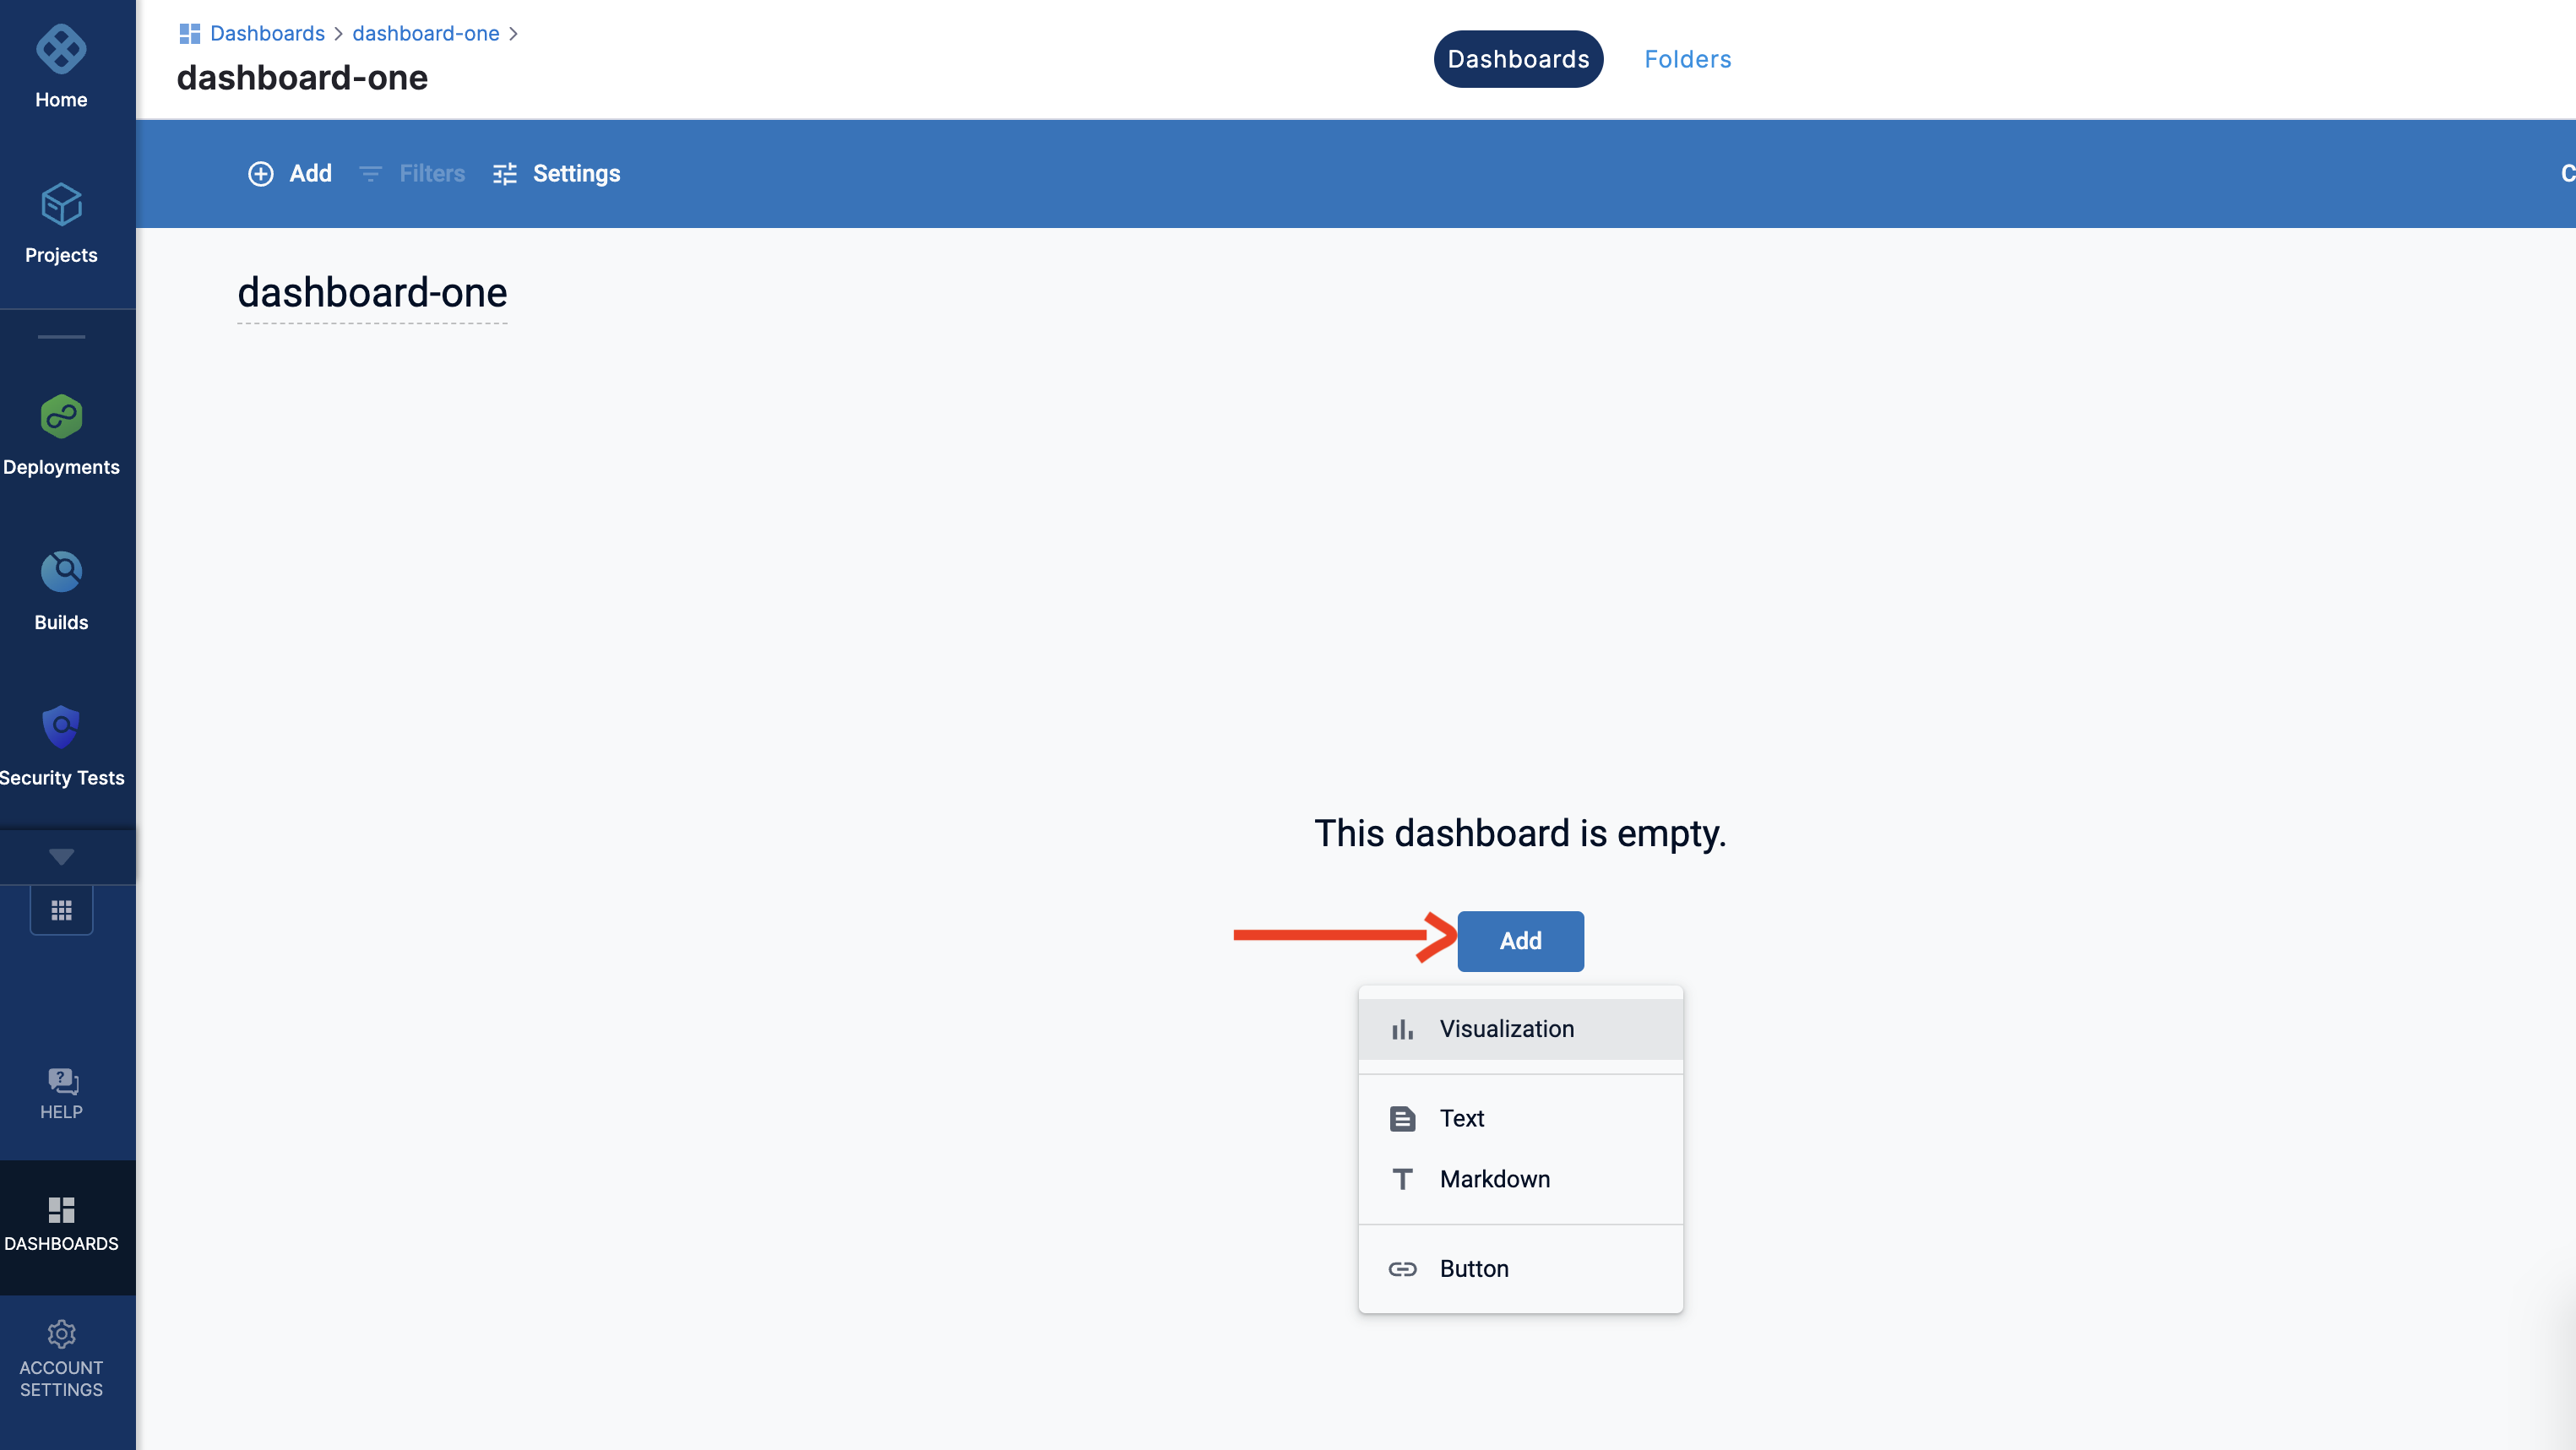 Home
Projects
Deployments
Builds
Security Tests
HELP
DASHBOARDS
ACCOUNT
SETTINGS
Dashboards > dashboard-one >
dashboard-one
Dashboards Folders
Add Filters Settings
dashboard-one
This dashboard is empty.
Add
Visualization
Text
Markdown
Button